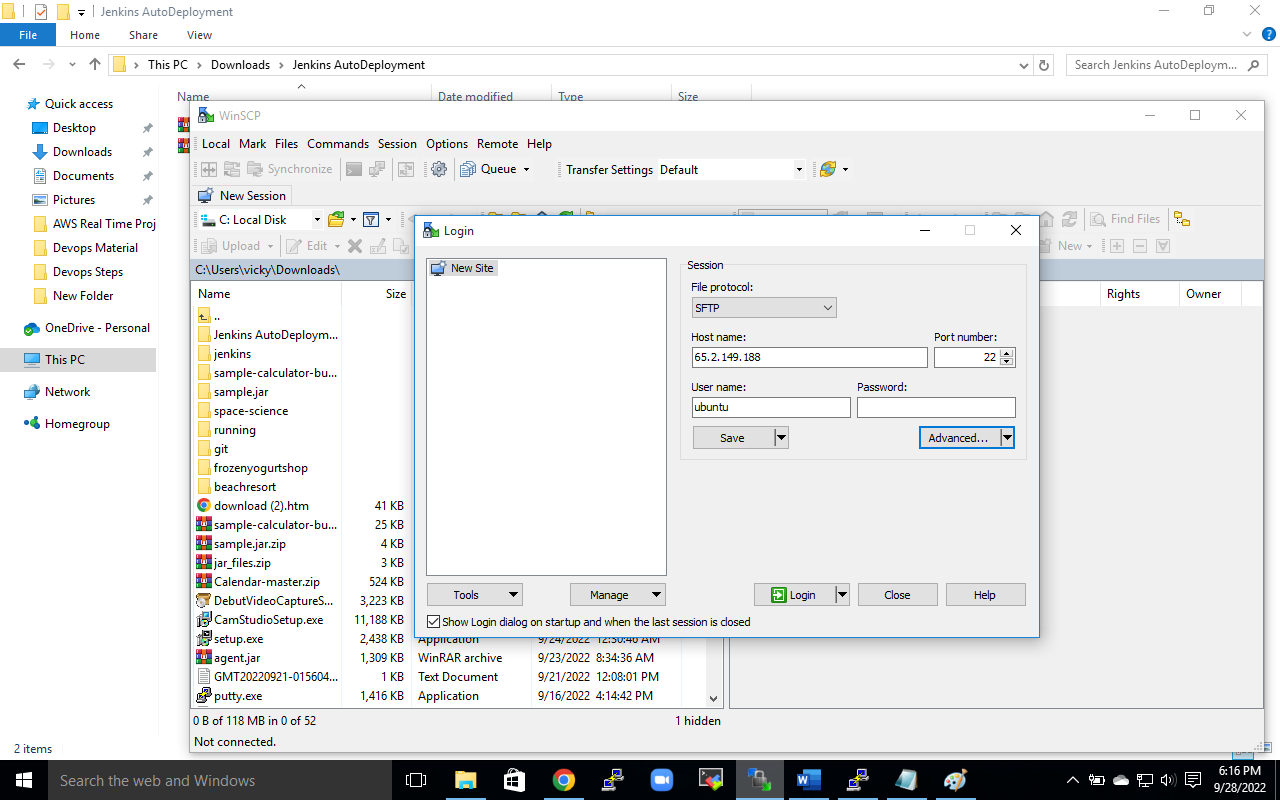 Jenkins AutoDeployment
File Home Share View
This PC Downloads Jenkins AutoDeployment Search Jenkins AutoDeploym...
Name Date modified Type Size
Quick access
Desktop
Downloads
Documents
Pictures
AWS Real Time Proj
Devops Material
Devops Steps
New Folder
OneDrive - Personal
This PC
Network
Homegroup
2 items
WinSCP
Local Mark Files Commands Session Options Remote Help
Synchronize Queue Transfer Settings Default
New Session
C: Local Disk Find Files
Upload Edit New
C:\Users\vicky\Downloads\
Name Size Rights Owner
..
Jenkins AutoDeploym...
jenkins
sample-calculator-bu...
sample.jar
space-science
running
git
frozenyogurtshop
beachresort
download (2).htm 41 KB
sample-calculator-bu... 25 KB
sample.jar.zip 4 KB
jar_files.zip 3 KB
Calendar-master.zip 524 KB
DebutVideoCaptureS... 3,223 KB
CamStudioSetup.exe 11,188 KB
setup.exe 2,438 KB Application 9/24/2022 12:50:46 AM
agent.jar 1,309 KB WinRAR archive 9/23/2022 8:34:36 AM
GMT20220921-015604... 1 KB Text Document 9/21/2022 12:08:01 PM
putty.exe 1,416 KB Application 9/16/2022 4:14:42 PM
0 B of 118 MB in 0 of 52 1 hidden
Not connected.
Login
New Site
Session
File protocol:
SFTP
Host name: Port number:
65.2.149.188 22
User name: Password:
ubuntu
Save Advanced...
Tools Manage Login Close Help
Show Login dialog on startup and when the last session is closed
Search the web and Windows
6:16 PM
9/28/2022